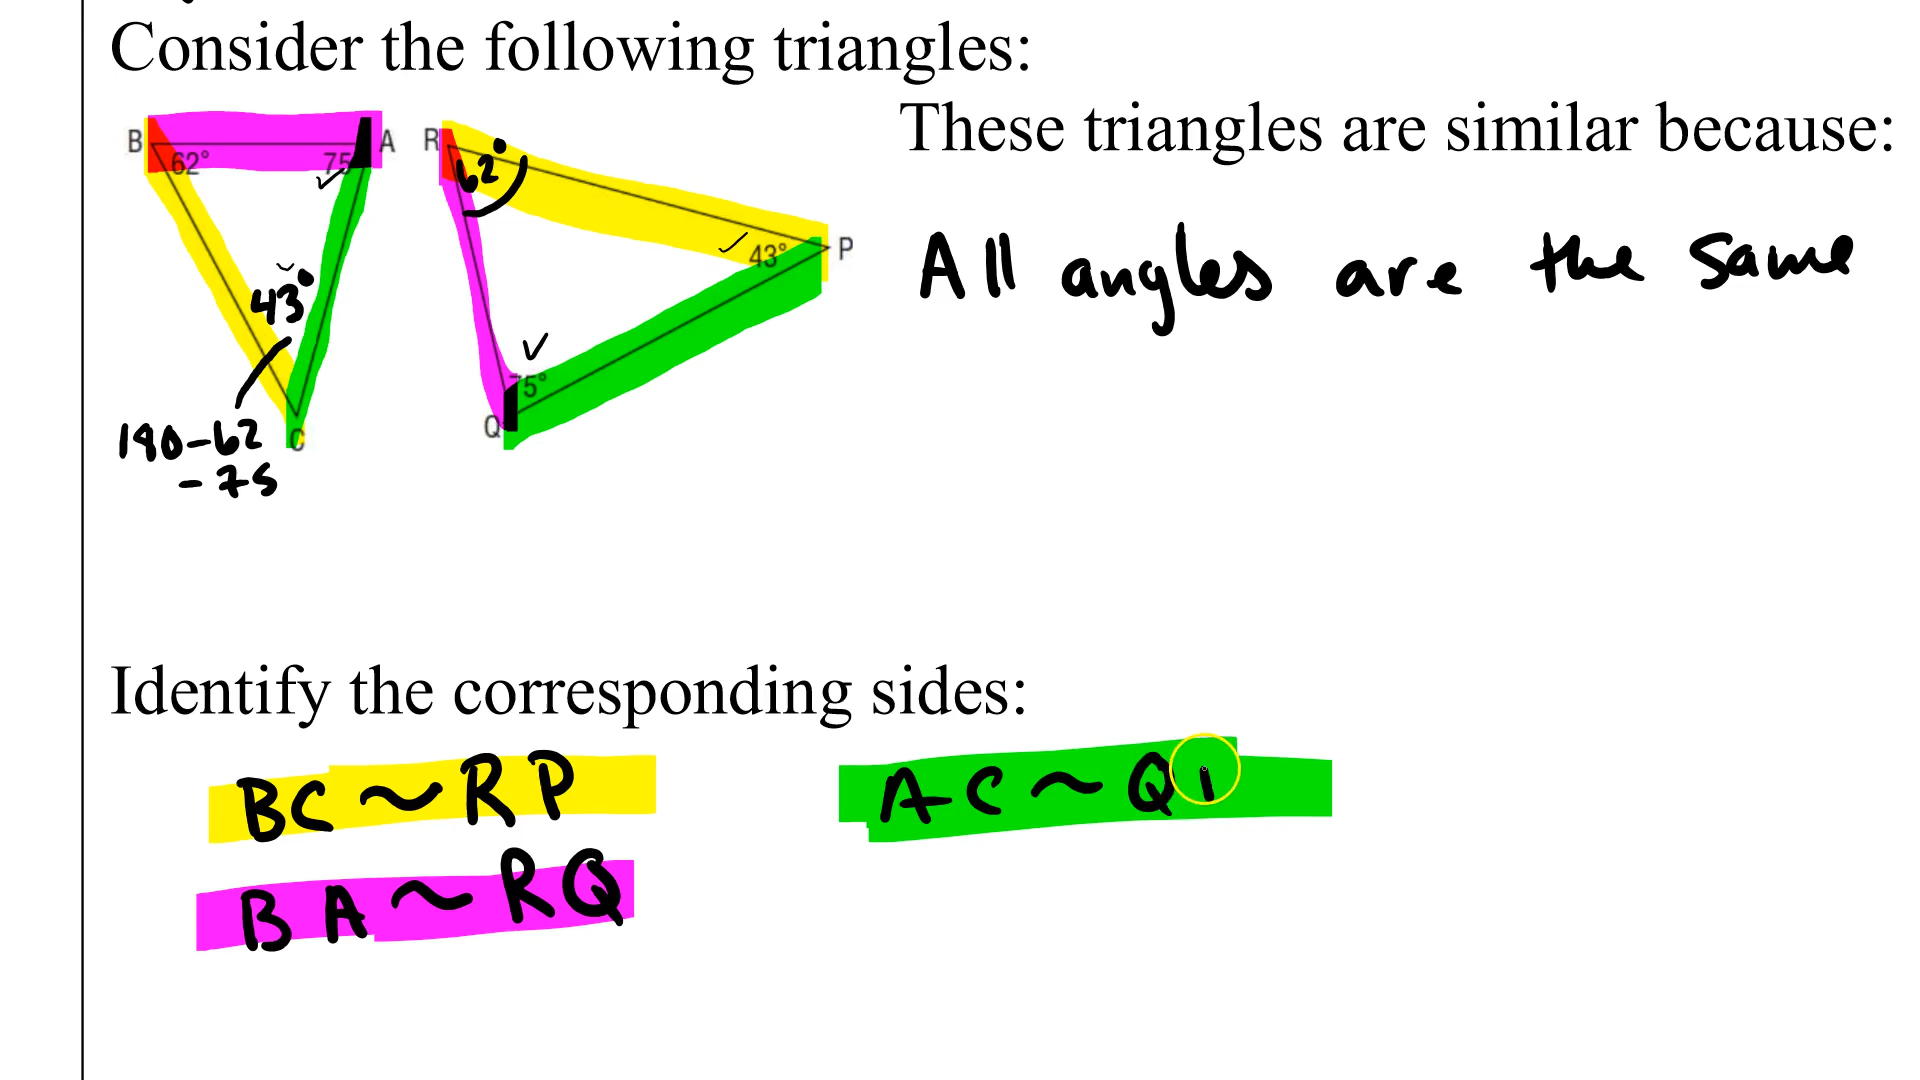 Consider the following triangles:
These triangles are similar because:
B
A
R
P
62°
75
62°
43°
All angles are the same
43°
75°
Q
C
180-62
-75
Identify the corresponding sides:
BC ~ RP
AC ~ Q
BA ~ RQ